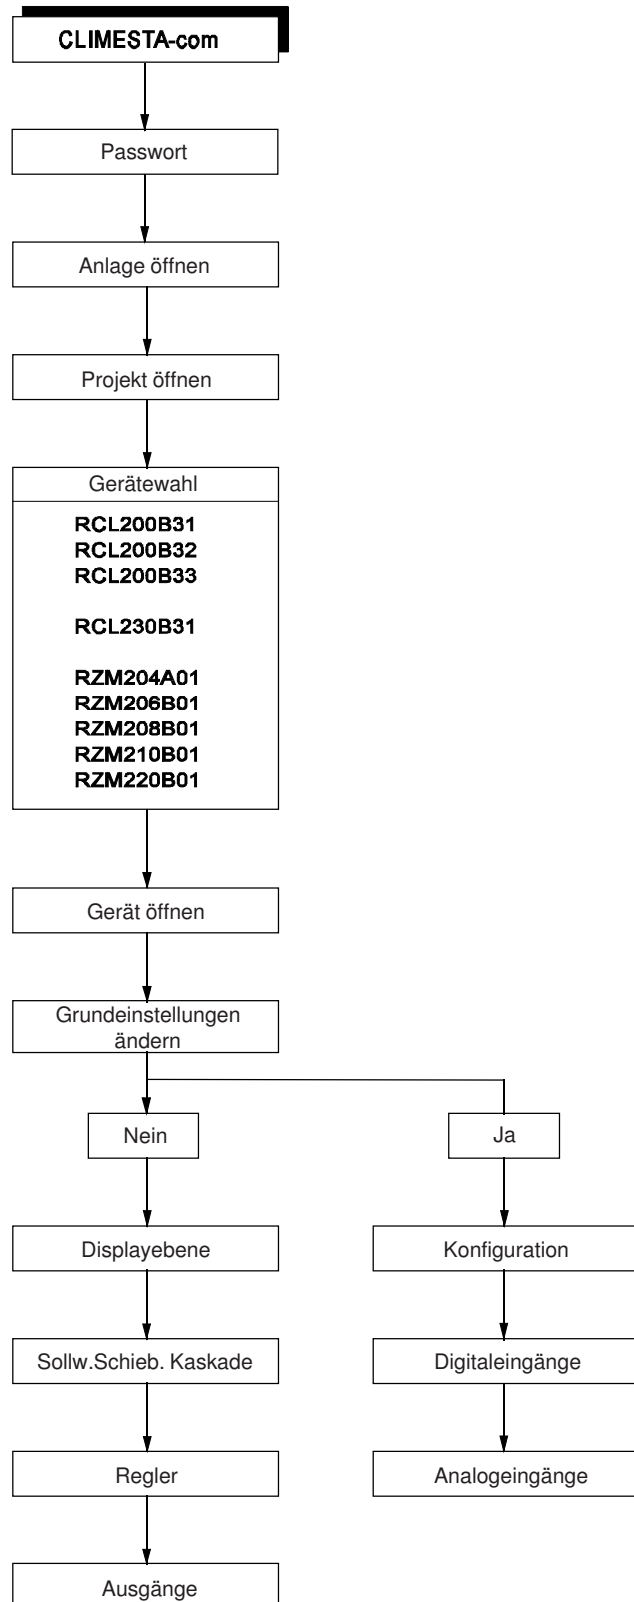 CLIMESTA-com
Passwort
Anlage öffnen
Projekt öffnen
Gerätewahl
RCL200B31
RCL200B32
RCL200B33
RCL230B31
RZM204A01
RZM206B01
RZM208B01
RZM210B01
RZM220B01
Gerät öffnen
Grundeinstellungen
ändern
Nein
Ja
Displayebene
Konfiguration
Sollw.Schieb. Kaskade
Digitaleingänge
Regler
Analogeingänge
Ausgänge